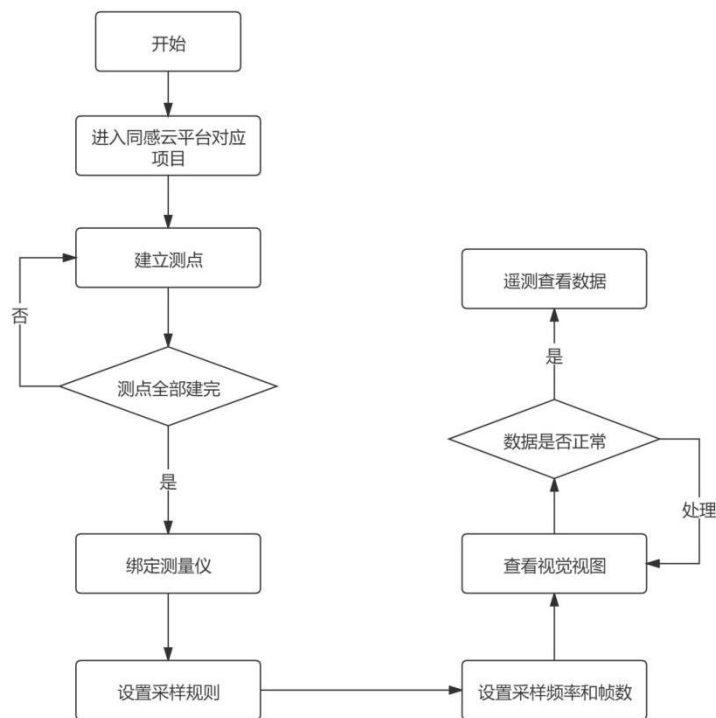 开始
进入同感云平台对应
项目
建立测点
否
测点全部建完
是
绑定测量仪
设置采样规则
设置采样频率和帧数
查看视觉视图
处理
数据是否正常
是
遥测查看数据